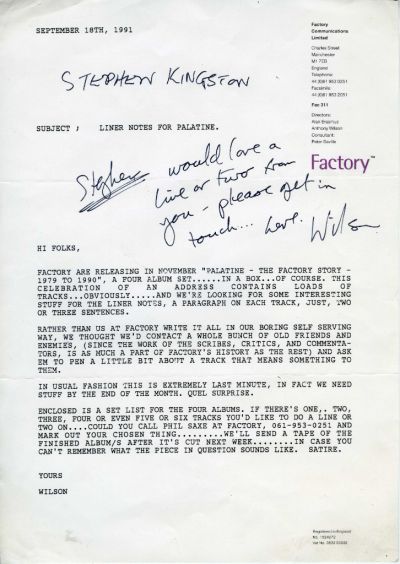 SEPTEMBER 18TH, 1991
Factory
Communications
Limited
Charles Street
Manchester
M1 7EB
England
Telephone:
44 (061) 953 0251
Facsimile:
Fac 311
Directors:
Alan Erasmus
Anthony Wilson
Consultant:
Peter Saville
Factory™
STEPHEN KINGSTON
SUBJECT ; LINER NOTES FOR PALATINE.
Stephen would love a
line or two from
you - please get in
touch... love. Wilson
HI FOLKS,
FACTORY ARE RELEASING IN NOVEMBER "PALATINE - THE FACTORY STORY -
1979 TO 1990", A FOUR ALBUM SET......IN A BOX...OF COURSE. THIS
CELEBRATION OF AN ADDRESS CONTAINS LOADS OF
TRACKS...OBVIOUSLY.....AND WE'RE LOOKING FOR SOME INTERESTING
STUFF FOR THE LINER NOTES, A PARAGRAPH ON EACH TRACK, JUST, TWO
OR THREE SENTENCES.
RATHER THAN US AT FACTORY WRITE IT ALL IN OUR BORING SELF SERVING
WAY, WE THOUGHT WE'D CONTACT A WHOLE BUNCH OF OLD FRIENDS AND
ENEMIES, (SINCE THE WORK OF THE SCRIBES, CRITICS, AND COMMENTA-
TORS, IS AS MUCH A PART OF FACTORY'S HISTORY AS THE REST) AND ASK
EM TO PEN A LITTLE BIT ABOUT A TRACK THAT MEANS SOMETHING TO
THEM.
IN USUAL FASHION THIS IS EXTREMELY LAST MINUTE, IN FACT WE NEED
STUFF BY THE END OF THE MONTH. QUEL SURPRISE.
ENCLOSED IS A SET LIST FOR THE FOUR ALBUMS. IF THERE'S ONE,. TWO,
THREE, FOUR OR EVEN FIVE OR SIX TRACKS YOU'D LIKE TO DO A LINE OR
TWO ON....COULD YOU CALL PHIL SAXE AT FACTORY, 061-953-0251 AND
MARK OUT YOUR CHOSEN THING.........WE'LL SEND A TAPE OF THE
FINISHED ALBUM/S AFTER IT'S CUT NEXT WEEK........IN CASE YOU
CAN'T REMEMBER WHAT THE PIECE IN QUESTION SOUNDS LIKE. SATIRE.
YOURS
WILSON
Registered in England